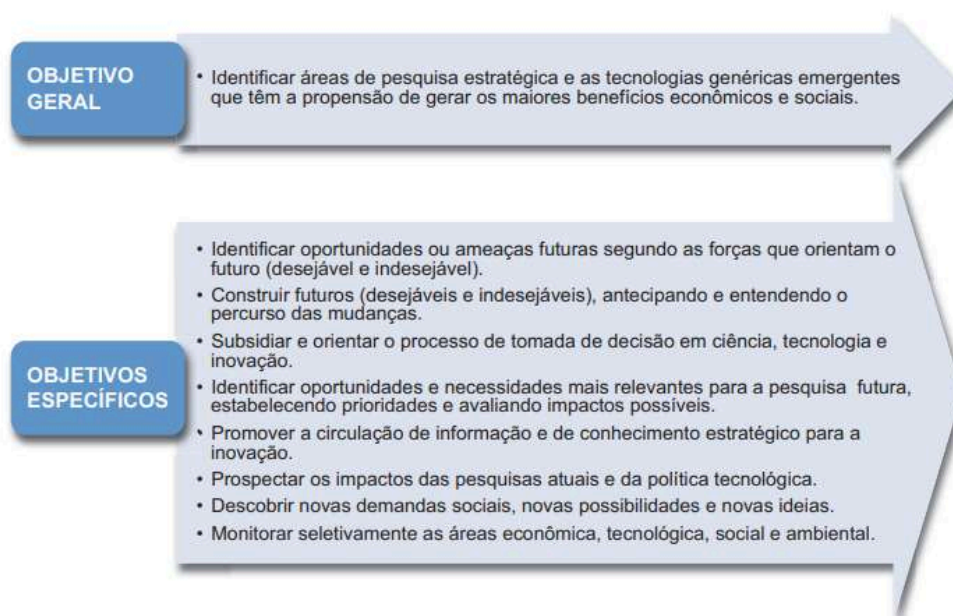 OBJETIVO
GERAL
• Identificar áreas de pesquisa estratégica e as tecnologias genéricas emergentes
que têm a propensão de gerar os maiores benefícios econômicos e sociais.
OBJETIVOS
ESPECÍFICOS
• Identificar oportunidades ou ameaças futuras segundo as forças que orientam o
futuro (desejável e indesejável).
• Construir futuros (desejáveis e indesejáveis), antecipando e entendendo o
percurso das mudanças.
• Subsidiar e orientar o processo de tomada de decisão em ciência, tecnologia e
inovação.
• Identificar oportunidades e necessidades mais relevantes para a pesquisa futura,
estabelecendo prioridades e avaliando impactos possíveis.
• Promover a circulação de informação e de conhecimento estratégico para a
inovação.
• Prospectar os impactos das pesquisas atuais e da política tecnológica.
• Descobrir novas demandas sociais, novas possibilidades e novas ideias.
• Monitorar seletivamente as áreas econômica, tecnológica, social e ambiental.